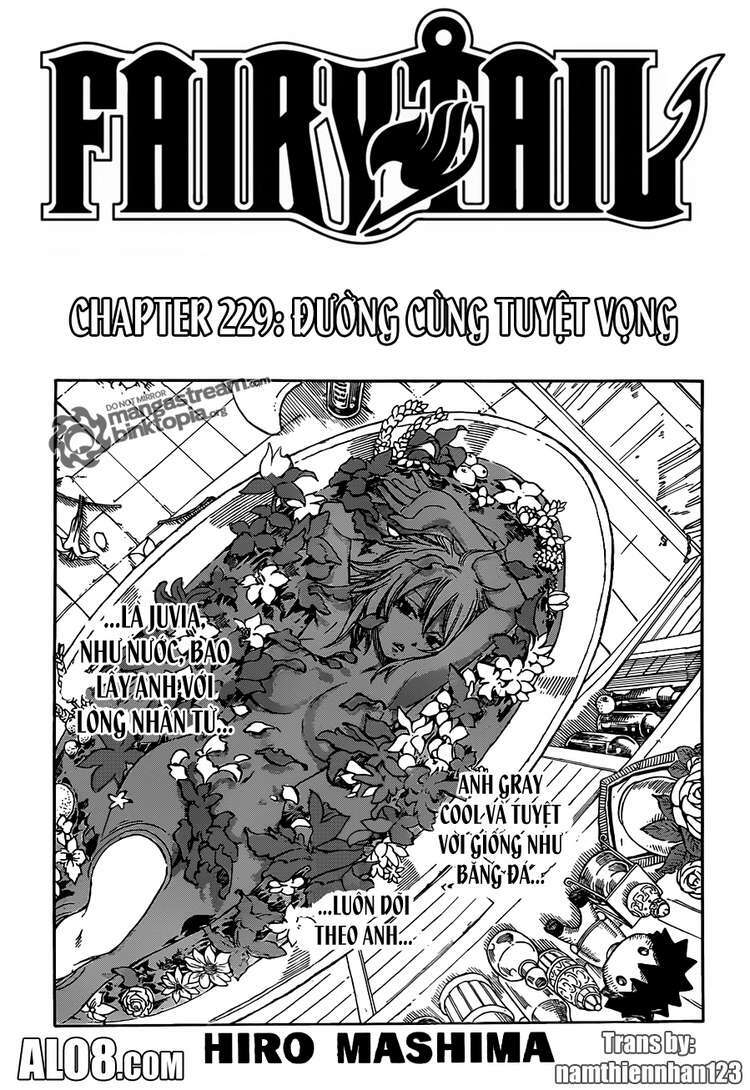 FAIRY TAIL
CHAPTER 229: ĐƯỜNG CÙNG TUYỆT VỌNG
DO NOT MIRROR
mangastream.com
binktopia.org
...LÀ JUVIA,
NHƯ NƯỚC, BAO
LẤY ANH VỚI
LÒNG NHÂN TỪ...
ANH GRAY
COOL VÀ TUYỆT
VỜI GIỐNG NHƯ
BĂNG ĐÁ...
...LUÔN DÕI
THEO ANH...
AL08.COM
HIRO MASHIMA
Trans by:
namthiennhan123